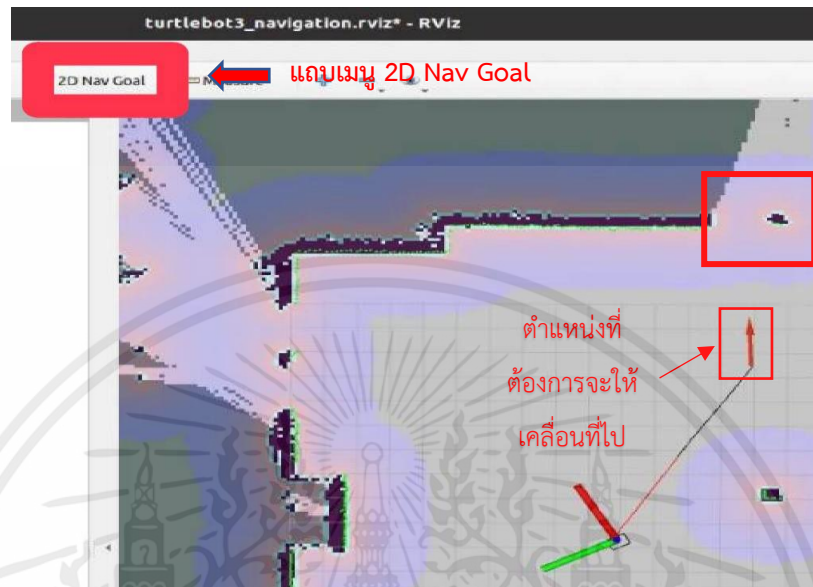 turtlebot3_navigation.rviz* - RViz
2D Nav Goal
แถบเมนู 2D Nav Goal
ตำแหน่งที่
ต้องการจะให้
เคลื่อนที่ไป